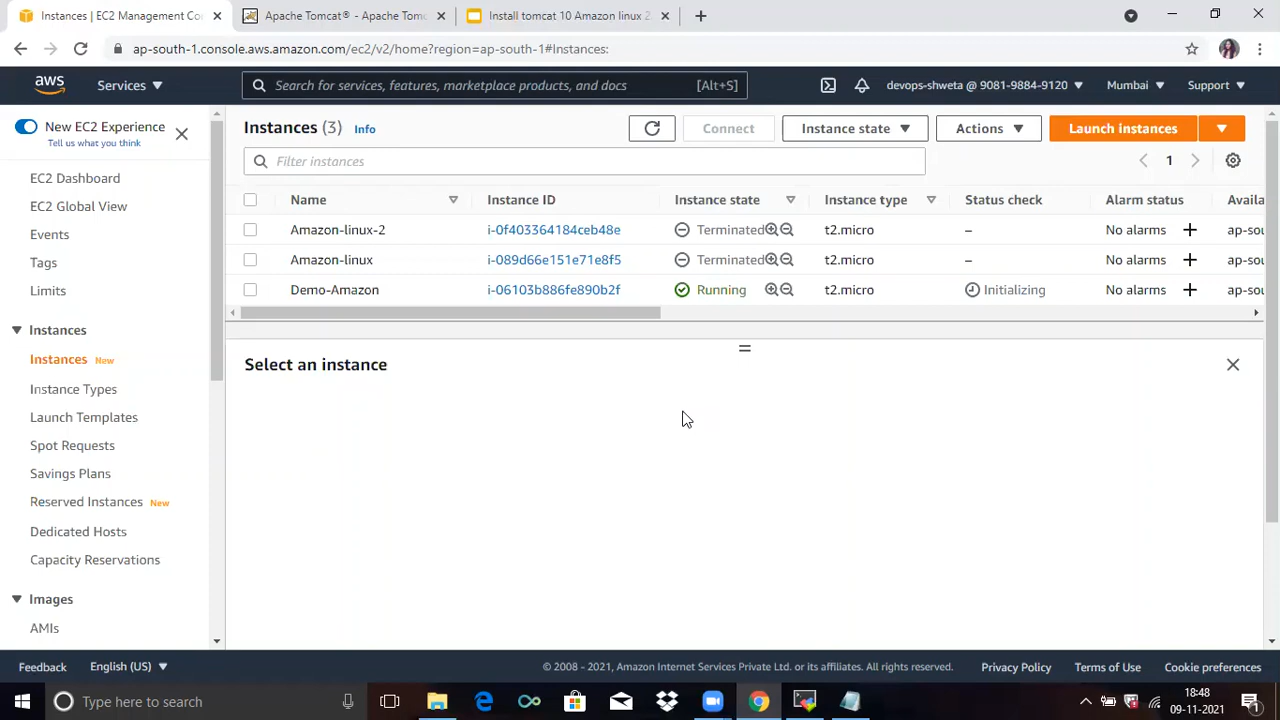 Instances | EC2 Management Co
Apache Tomcat® - Apache Tomc
Install tomcat 10 Amazon linux 2
ap-south-1.console.aws.amazon.com/ec2/v2/home?region=ap-south-1#Instances:
aws
Services
Search for services, features, marketplace products, and docs
[Alt+S]
devops-shweta @ 9081-9884-9120
Mumbai
Support
New EC2 Experience
Tell us what you think
EC2 Dashboard
EC2 Global View
Events
Tags
Limits
Instances
Instances New
Instance Types
Launch Templates
Spot Requests
Savings Plans
Reserved Instances New
Dedicated Hosts
Capacity Reservations
Images
AMIs
Instances (3) Info
Connect
Instance state
Actions
Launch instances
Filter instances
1
Name Instance ID Instance state Instance type Status check Alarm status Availa
Amazon-linux-2 i-0f403364184ceb48e Terminated t2.micro – No alarms + ap-sou
Amazon-linux i-089d66e151e71e8f5 Terminated t2.micro – No alarms + ap-sou
Demo-Amazon i-06103b886fe890b2f Running t2.micro Initializing No alarms + ap-sou
Select an instance
Feedback
English (US)
© 2008 - 2021, Amazon Internet Services Private Ltd. or its affiliates. All rights reserved.
Privacy Policy
Terms of Use
Cookie preferences
Type here to search
18:48
09-11-2021
1